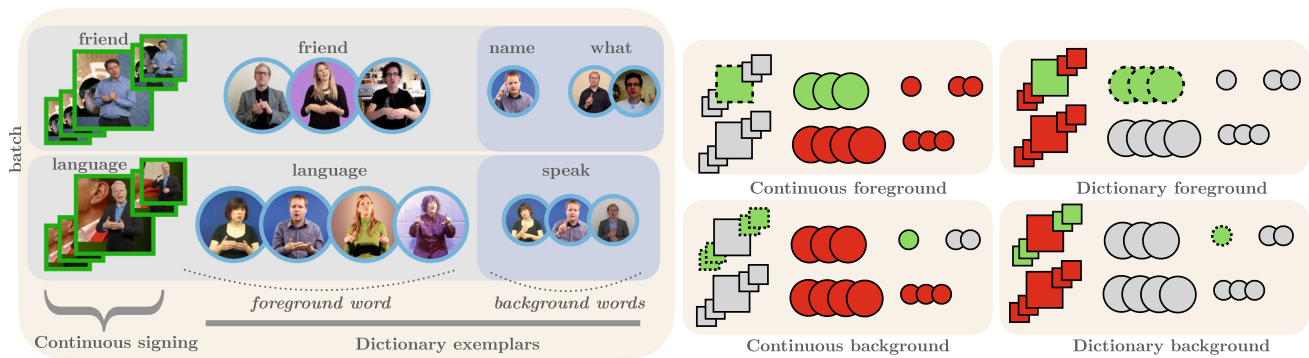 batch
friend
friend
name
what
language
language
speak
foreground word
background words
Continuous signing
Dictionary exemplars
Continuous foreground
Dictionary foreground
Continuous background
Dictionary background